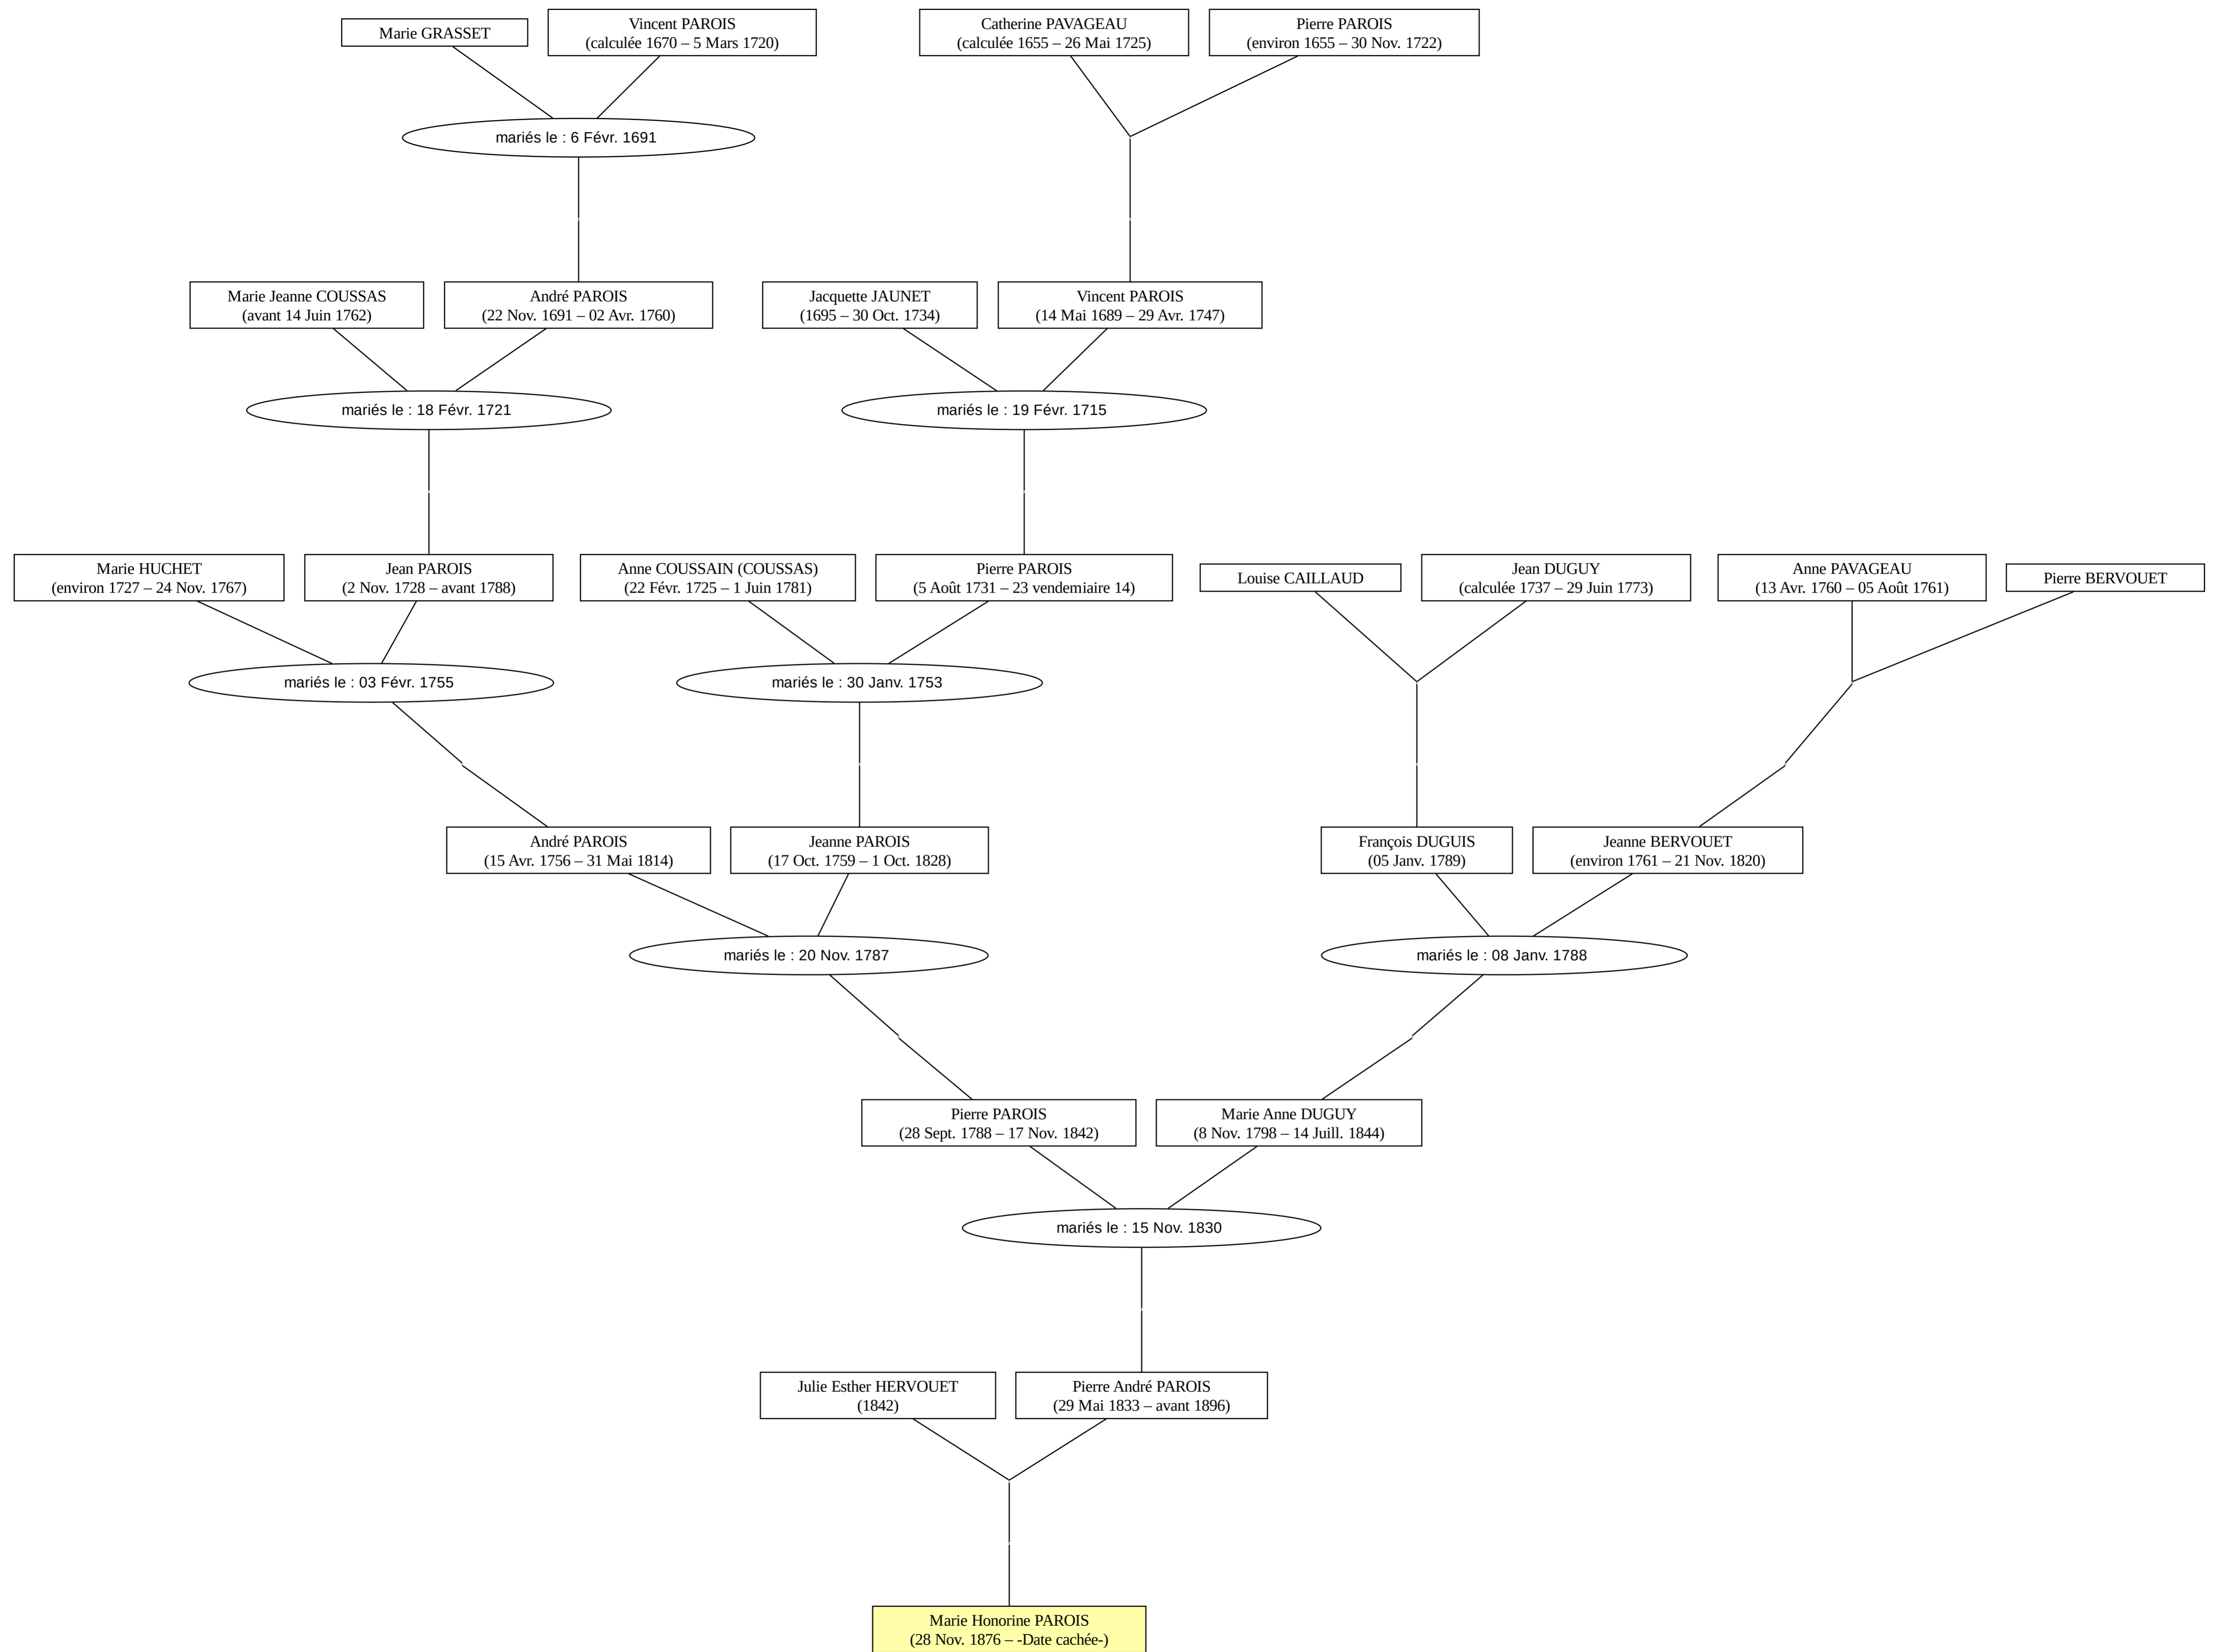 Marie GRASSET
Vincent PAROIS
(calculée 1670 – 5 Mars 1720)
Catherine PAVAGEAU
(calculée 1655 – 26 Mai 1725)
Pierre PAROIS
(environ 1655 – 30 Nov. 1722)
mariés le : 6 Févr. 1691
Marie Jeanne COUSSAS
(avant 14 Juin 1762)
André PAROIS
(22 Nov. 1691 – 02 Avr. 1760)
Jacquette JAUNET
(1695 – 30 Oct. 1734)
Vincent PAROIS
(14 Mai 1689 – 29 Avr. 1747)
mariés le : 18 Févr. 1721
mariés le : 19 Févr. 1715
Marie HUCHET
(environ 1727 – 24 Nov. 1767)
Jean PAROIS
(2 Nov. 1728 – avant 1788)
Anne COUSSAIN (COUSSAS)
(22 Févr. 1725 – 1 Juin 1781)
Pierre PAROIS
(5 Août 1731 – 23 vendemiaire 14)
Louise CAILLAUD
Jean DUGUY
(calculée 1737 – 29 Juin 1773)
Anne PAVAGEAU
(13 Avr. 1760 – 05 Août 1761)
Pierre BERVOUET
mariés le : 03 Févr. 1755
mariés le : 30 Janv. 1753
André PAROIS
(15 Avr. 1756 – 31 Mai 1814)
Jeanne PAROIS
(17 Oct. 1759 – 1 Oct. 1828)
François DUGUIS
(05 Janv. 1789)
Jeanne BERVOUET
(environ 1761 – 21 Nov. 1820)
mariés le : 20 Nov. 1787
mariés le : 08 Janv. 1788
Pierre PAROIS
(28 Sept. 1788 – 17 Nov. 1842)
Marie Anne DUGUY
(8 Nov. 1798 – 14 Juill. 1844)
mariés le : 15 Nov. 1830
Julie Esther HERVOUET
(1842)
Pierre André PAROIS
(29 Mai 1833 – avant 1896)
Marie Honorine PAROIS
(28 Nov. 1876 – -Date cachée-)